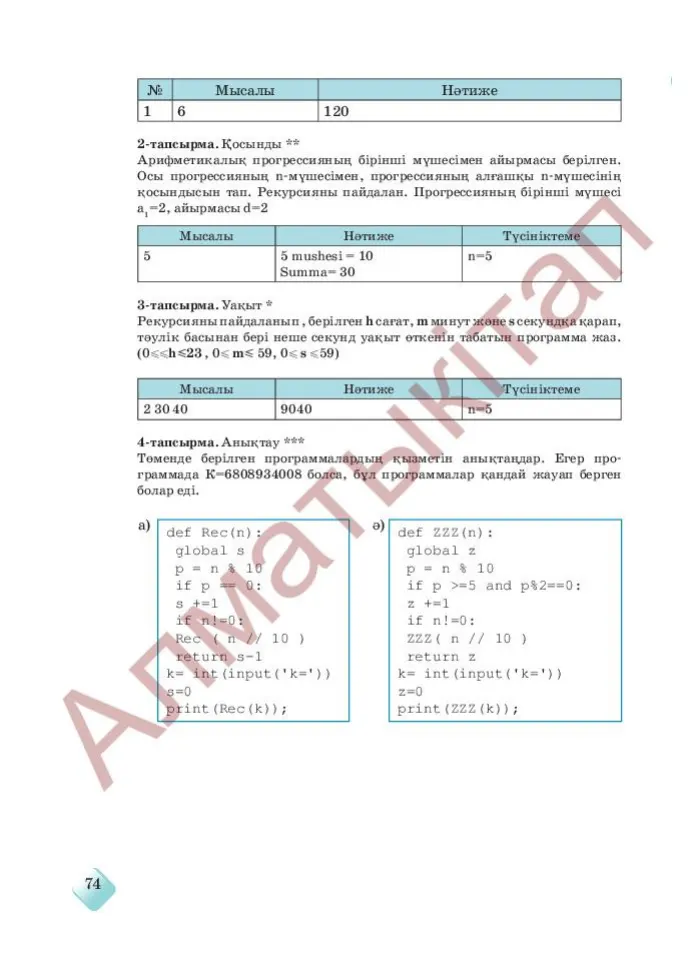 № Мысалы Нәтиже
1 6 120
2-тапсырма. Қосынды **
Арифметикалық прогрессияның бірінші мүшесімен айырмасы берілген.
Осы прогрессияның n-мүшесімен, прогрессияның алғашқы n-мүшесінің
қосындысын тап. Рекурсияны пайдалан. Прогрессияның бірінші мүшесі
a₁=2, айырмасы d=2
Мысалы Нәтиже Түсініктеме
5 5 mushesi = 10 n=5
Summa= 30
3-тапсырма. Уақыт *
Рекурсияны пайдаланып , берілген h сағат, m минут және s секундқа қарап,
тәулік басынан бері неше секунд уақыт өткенін табатын программа жаз.
(0⩽⩽h⩽23 , 0⩽ m⩽ 59, 0⩽ s ⩽59)
Мысалы Нәтиже Түсініктеме
2 30 40 9040 n=5
4-тапсырма. Анықтау ***
Төменде берілген программалардың қызметін анықтаңдар. Егер про-
граммада К=6808934008 болса, бұл программалар қандай жауап берген
болар еді.
а)
def Rec(n):
global s
p = n % 10
if p == 0:
s +=1
if n!=0:
Rec ( n // 10 )
return s-1
k= int(input('k='))
s=0
print(Rec(k));
ә)
def ZZZ(n):
global z
p = n % 10
if p >=5 and p%2==0:
z +=1
if n!=0:
ZZZ( n // 10 )
return z
k= int(input('k='))
z=0
print(ZZZ(k));
Алматыкітап
74